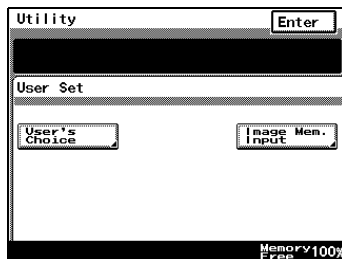 Utility
Enter
User Set
User's
Choice
Image Mem.
Input
Memory
Free 100%